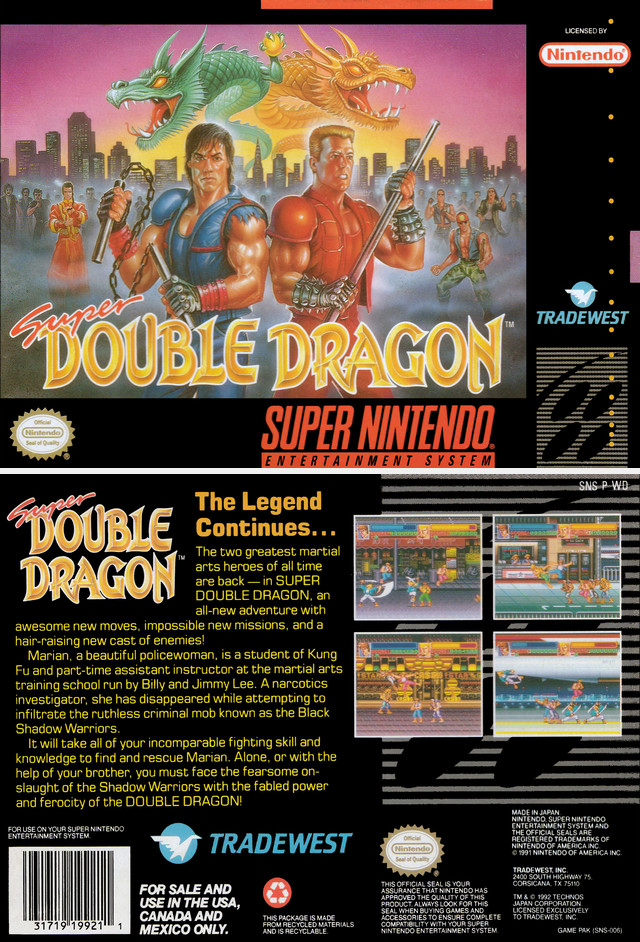 LICENSED BY
Nintendo®
TRADEWEST
Super
DOUBLE DRAGON™
Official
Nintendo
Seal of Quality
SUPER NINTENDO®
ENTERTAINMENT SYSTEM
SNS P WD
Super
DOUBLE
DRAGON™
The Legend
Continues...
The two greatest martial
arts heroes of all time
are back — in SUPER
DOUBLE DRAGON, an
all-new adventure with
awesome new moves, impossible new missions, and a
hair-raising new cast of enemies!
Marian, a beautiful policewoman, is a student of Kung
Fu and part-time assistant instructor at the martial arts
training school run by Billy and Jimmy Lee. A narcotics
investigator, she has disappeared while attempting to
infiltrate the ruthless criminal mob known as the Black
Shadow Warriors.
It will take all of your incomparable fighting skill and
knowledge to find and rescue Marian. Alone, or with the
help of your brother, you must face the fearsome on-
slaught of the Shadow Warriors with the fabled power
and ferocity of the DOUBLE DRAGON!
FOR USE ON YOUR SUPER NINTENDO
ENTERTAINMENT SYSTEM.
31719 19921 1
TRADEWEST
FOR SALE AND
USE IN THE USA,
CANADA AND
MEXICO ONLY.
THIS PACKAGE IS MADE
FROM RECYCLED MATERIALS
AND IS RECYCLABLE.
Official
Nintendo
Seal of Quality
THIS OFFICIAL SEAL IS YOUR
ASSURANCE THAT NINTENDO HAS
APPROVED THE QUALITY OF THIS
PRODUCT. ALWAYS LOOK FOR THIS
SEAL WHEN BUYING GAMES AND
ACCESSORIES TO ENSURE COMPLETE
COMPATIBILITY WITH YOUR SUPER
NINTENDO ENTERTAINMENT SYSTEM.
MADE IN JAPAN
NINTENDO, SUPER NINTENDO
ENTERTAINMENT SYSTEM AND
THE OFFICIAL SEALS ARE
REGISTERED TRADEMARKS OF
NINTENDO OF AMERICA INC.
© 1991 NINTENDO OF AMERICA INC.
TRADEWEST, INC.
2400 SOUTH HIGHWAY 75,
CORSICANA, TX 75110
TM & © 1992 TECHNOS
JAPAN CORPORATION.
LICENSED EXCLUSIVELY
TO TRADEWEST, INC.
GAME PAK (SNS-006)